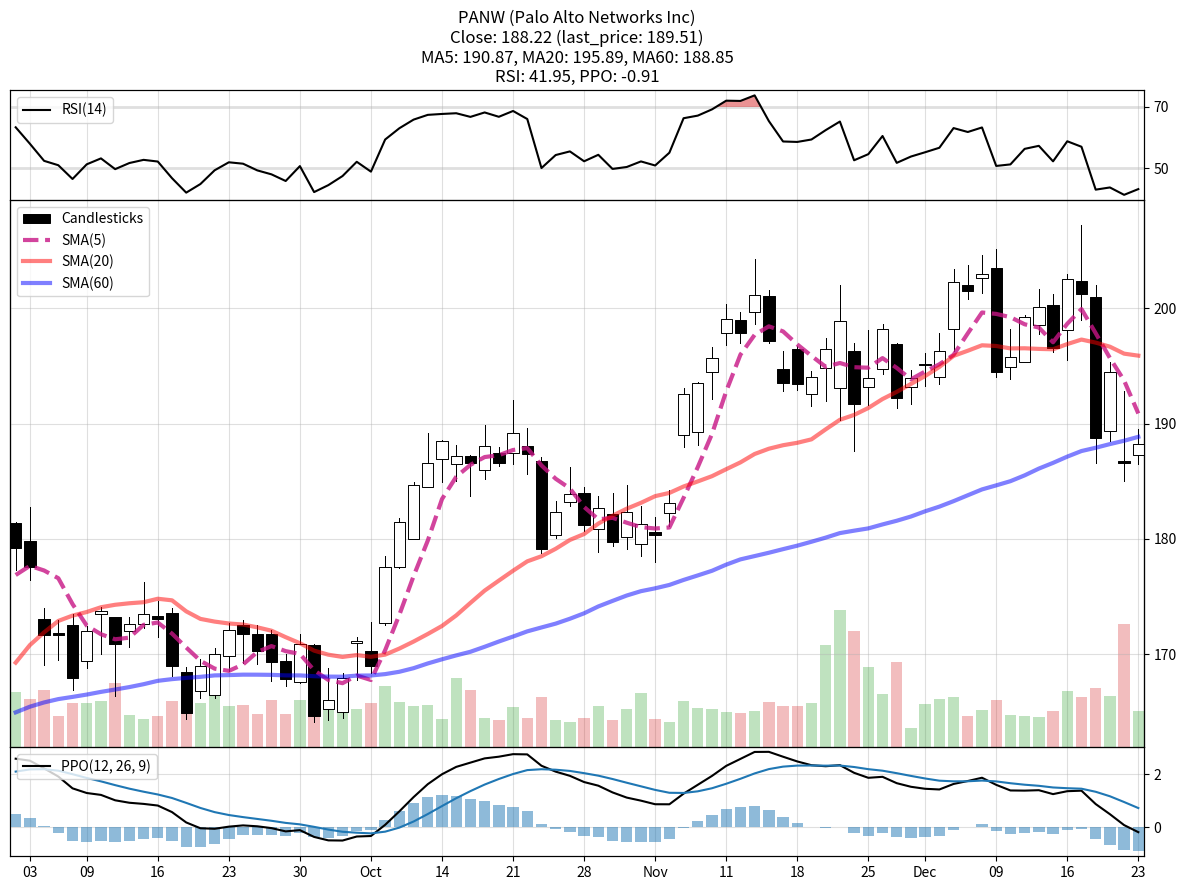 PANW (Palo Alto Networks Inc)
Close: 188.22 (last_price: 189.51)
MA5: 190.87, MA20: 195.89, MA60: 188.85
RSI: 41.95, PPO: -0.91
RSI(14)
70
50
Candlesticks
SMA(5)
SMA(20)
SMA(60)
200
190
180
170
PPO(12, 26, 9)
2
0
03 09 16 23 30 Oct 14 21 28 Nov 11 18 25 Dec 09 16 23